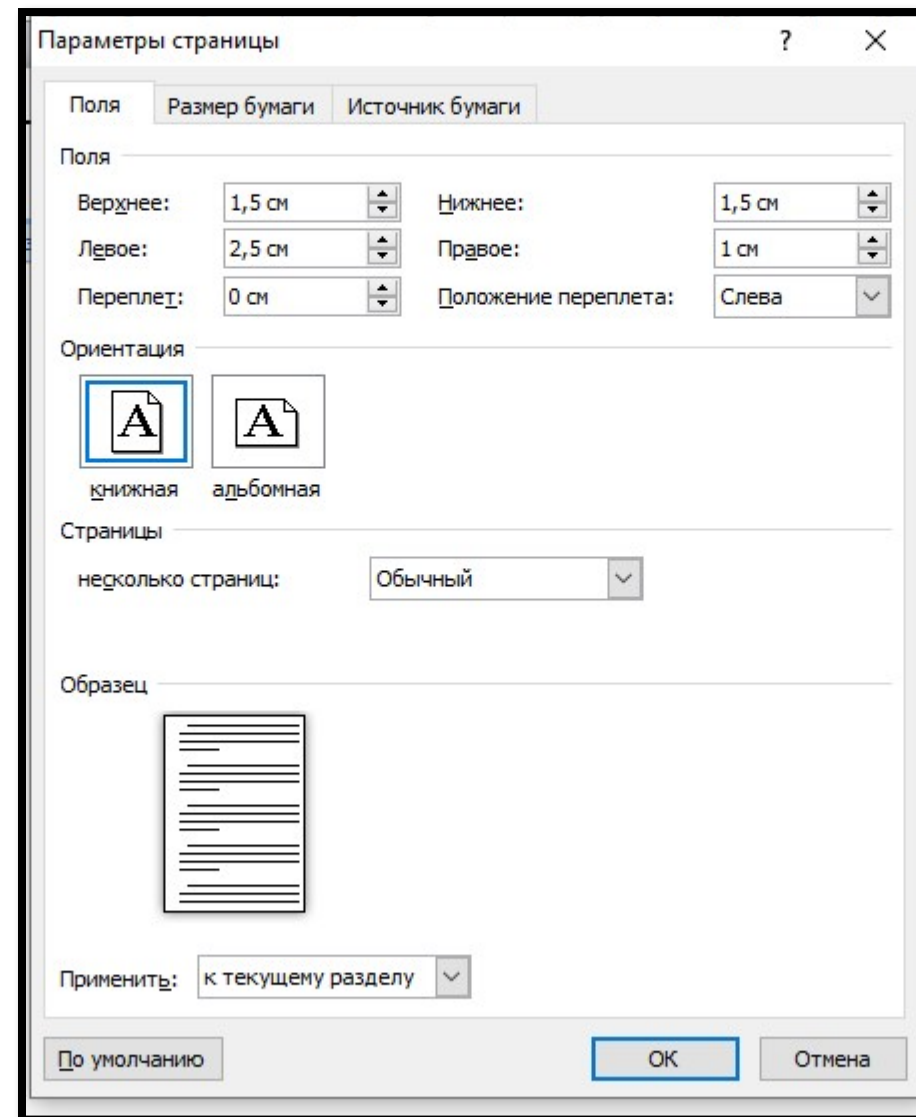 Параметры страницы ?
Поля Размер бумаги Источник бумаги
Поля
Верхнее: 1,5 см Нижнее: 1,5 см
Левое: 2,5 см Правое: 1 см
Переплет: 0 см Положение переплета: Слева
Ориентация
A A
книжная альбомная
Страницы
несколько страниц: Обычный
Образец
Применить: к текущему разделу
По умолчанию ОК Отмена